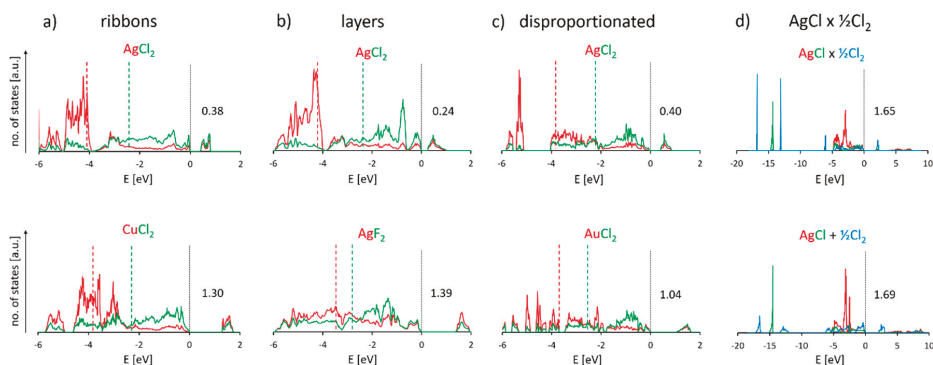 a) ribbons
b) layers
c) disproportionated
d) AgCl x ½Cl₂
no. of states [a.u.]
AgCl₂
0.38
-6 -4 -2 0 2
E [eV]
AgCl₂
0.24
-6 -4 -2 0 2
E [eV]
AgCl₂
0.40
-6 -4 -2 0 2
E [eV]
AgCl x ½Cl₂
1.65
-20 -15 -10 -5 0 5 10
E [eV]
no. of states [a.u.]
CuCl₂
1.30
-6 -4 -2 0 2
E [eV]
AgF₂
1.39
-6 -4 -2 0 2
E [eV]
AuCl₂
1.04
-6 -4 -2 0 2
E [eV]
AgCl + ½Cl₂
1.69
-20 -15 -10 -5 0 5 10
E [eV]